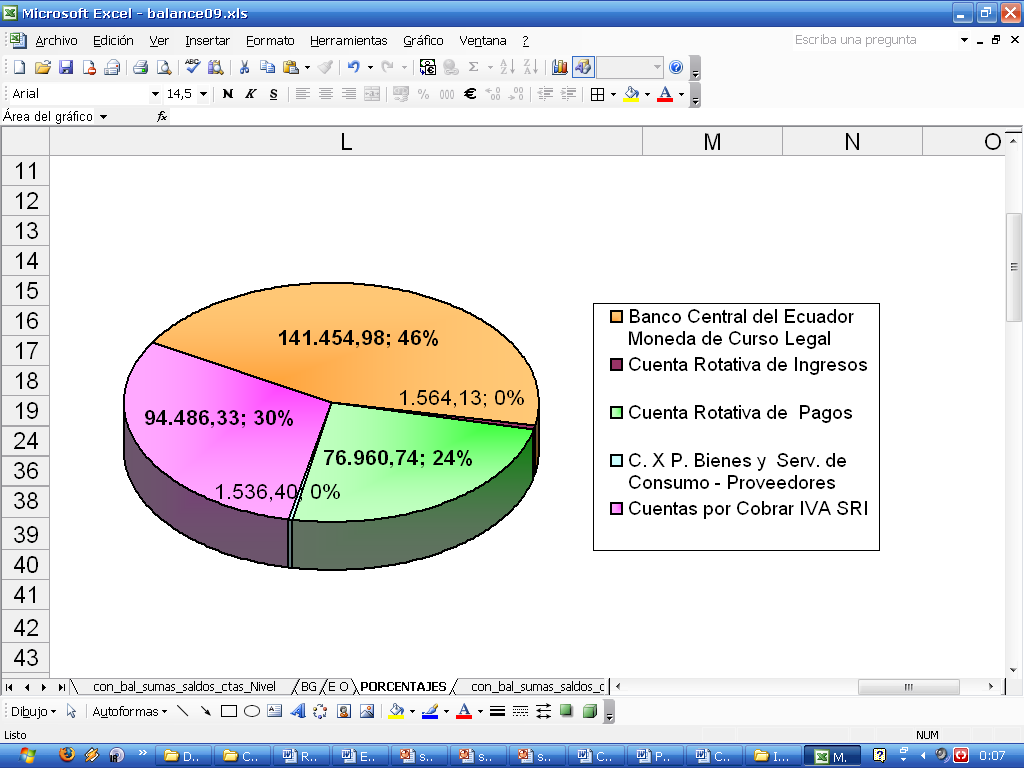 Microsoft Excel - balance09.xls
Archivo Edición Ver Insertar Formato Herramientas Gráfico Ventana ? Escriba una pregunta
Arial 14,5 N K S % 000 €
Área del gráfico fx
L M N O
11
12
13
14
15
16
17
18
19
24
36
38
39
40
41
42
43
141.454,98; 46%
1.564,13; 0%
94.486,33; 30%
76.960,74; 24%
1.536,40; 0%
Banco Central del Ecuador
Moneda de Curso Legal
Cuenta Rotativa de Ingresos
Cuenta Rotativa de Pagos
C. X P. Bienes y Serv. de
Consumo - Proveedores
Cuentas por Cobrar IVA SRI
con_bal_sumas_saldos_ctas_Nivel BG E O PORCENTAJES con_bal_sumas_saldos_c
Dibujo Autoformas
Listo NUM
D.. C.. R.. E.. s.. s.. s.. C.. P.. C.. I... M. 0:07